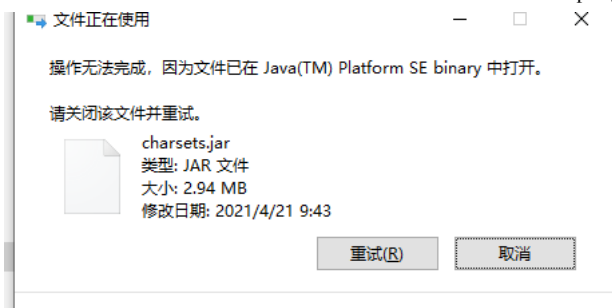 文件正在使用
操作无法完成，因为文件已在 Java(TM) Platform SE binary 中打开。
请关闭该文件并重试。
charsets.jar
类型: JAR 文件
大小: 2.94 MB
修改日期: 2021/4/21 9:43
重试(R)
取消